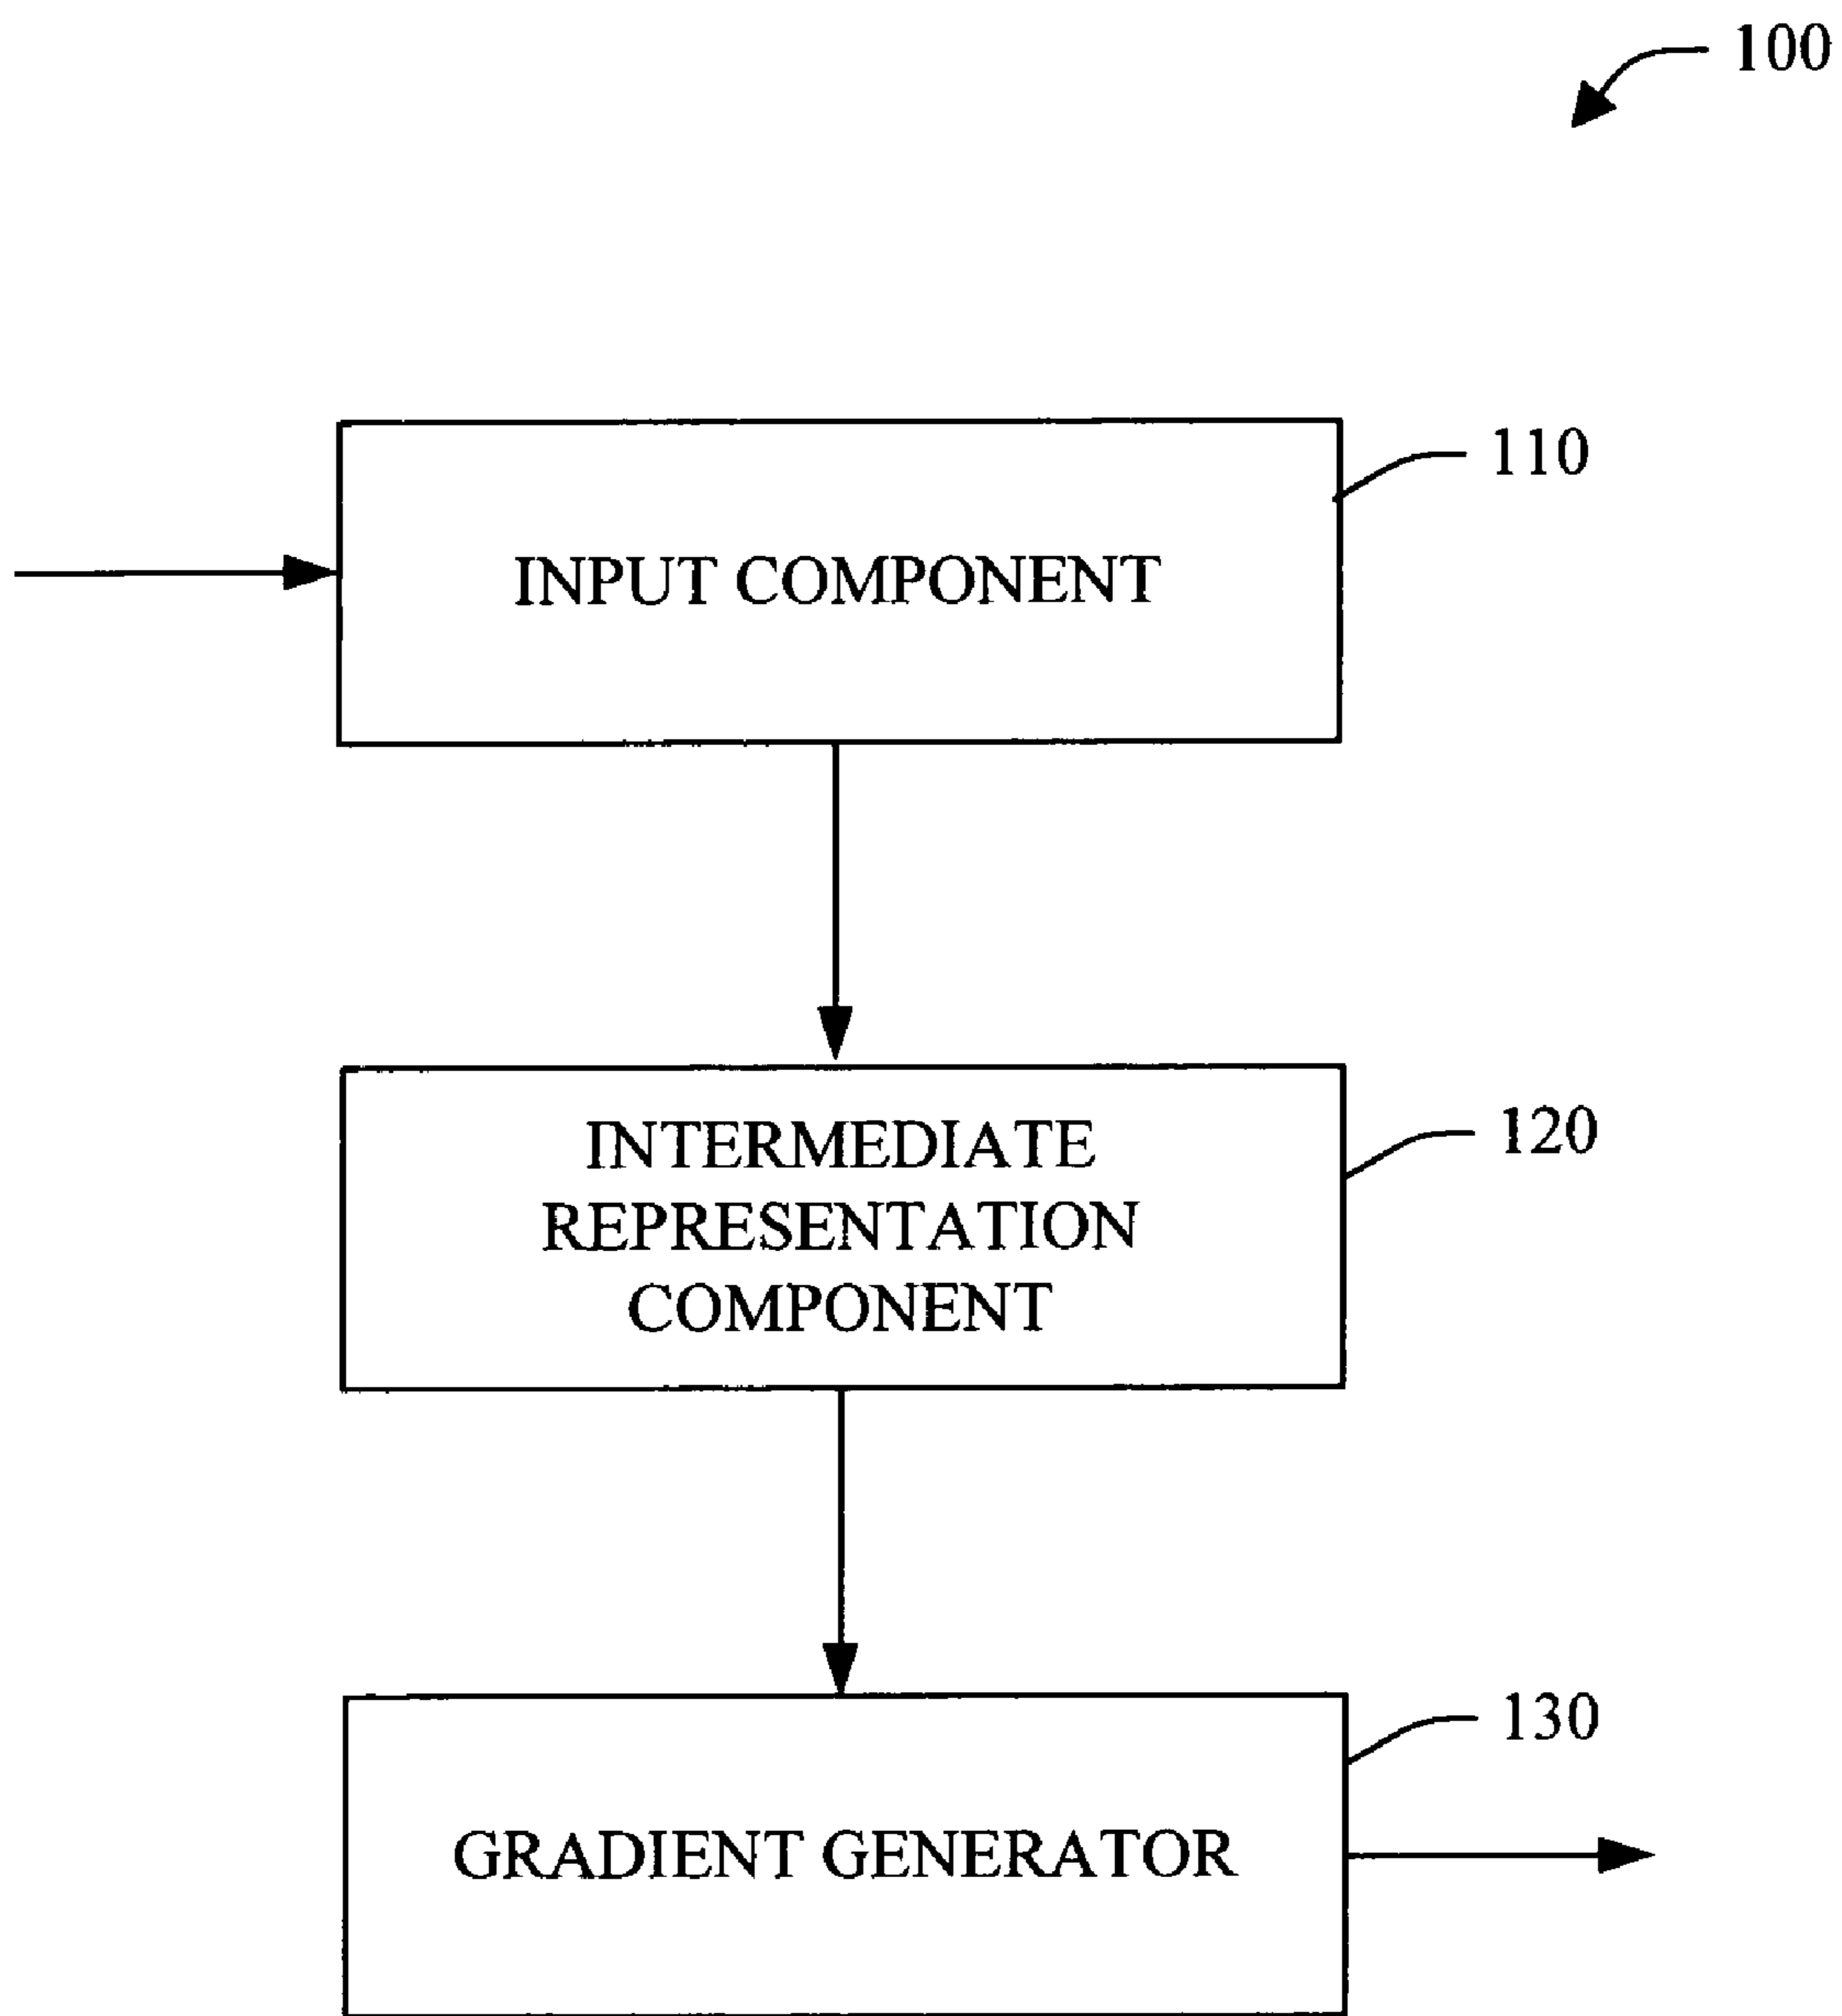 100
110
INPUT COMPONENT
120
INTERMEDIATE
REPRESENTATION
COMPONENT
130
GRADIENT GENERATOR